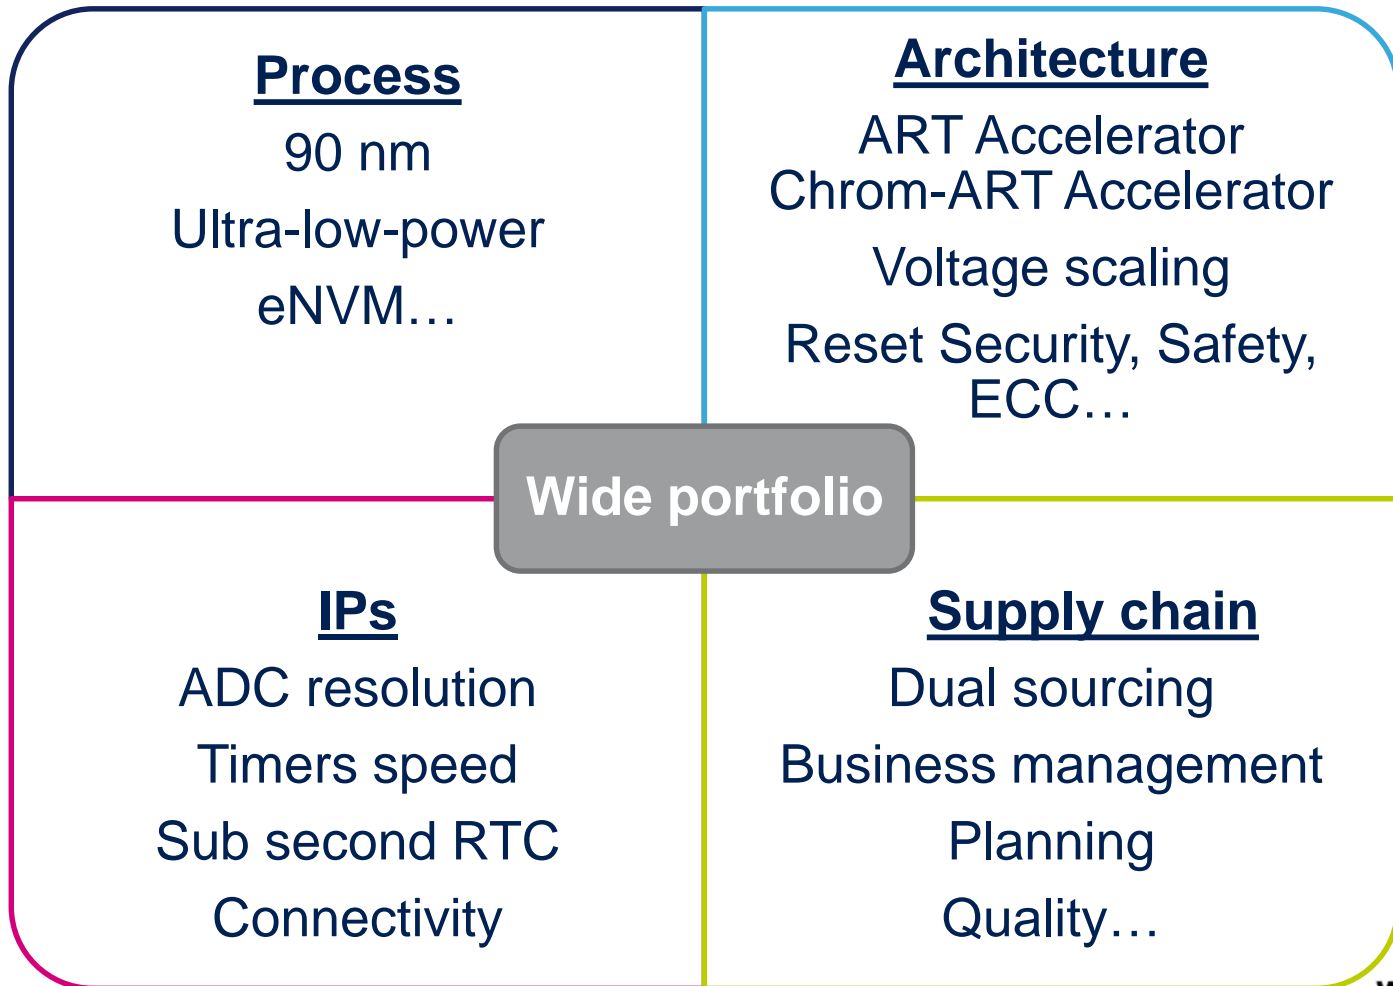 Process
90 nm
Ultra-low-power
eNVM…
Architecture
ART Accelerator
Chrom-ART Accelerator
Voltage scaling
Reset Security, Safety,
ECC…
Wide portfolio
IPs
ADC resolution
Timers speed
Sub second RTC
Connectivity
Supply chain
Dual sourcing
Business management
Planning
Quality…